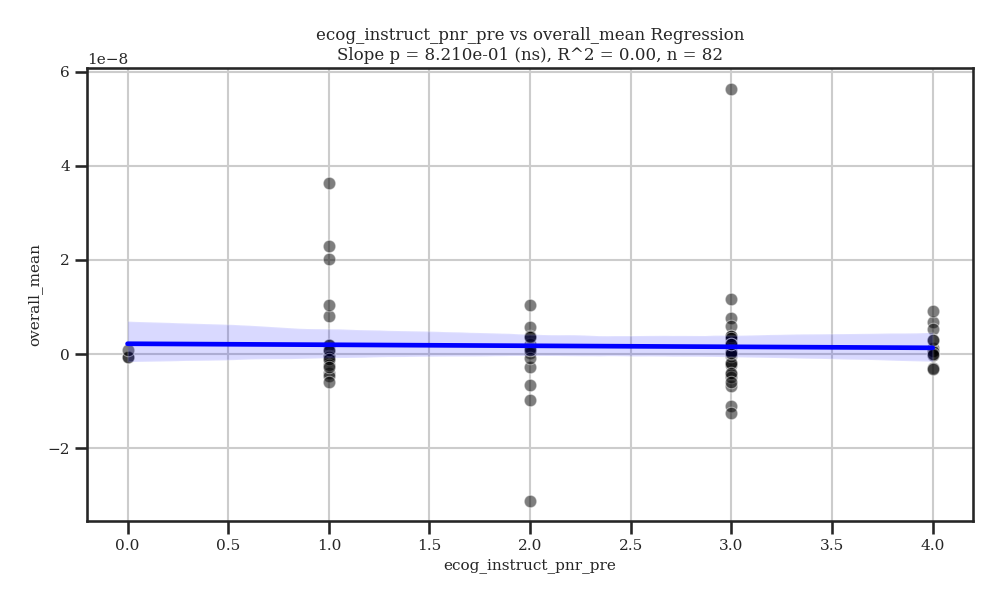 ecog_instruct_pnr_pre vs overall_mean Regression
Slope p = 8.210e-01 (ns), R^2 = 0.00, n = 82
1e−8
6
4
2
0
−2
overall_mean
0.0 0.5 1.0 1.5 2.0 2.5 3.0 3.5 4.0
ecog_instruct_pnr_pre